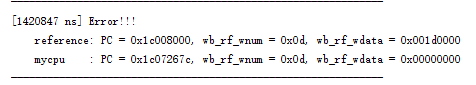 [1420847 ns] Error!!!
reference: PC = 0x1c008000, wb_rf_wnum = 0x0d, wb_rf_wdata = 0x001d0000
mycpu : PC = 0x1c07267c, wb_rf_wnum = 0x0d, wb_rf_wdata = 0x00000000